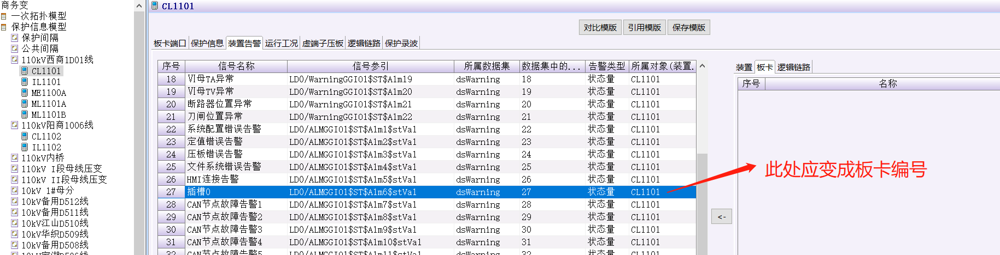 商务变
一次拓扑模型
保护信息模型
保护间隔
公共间隔
110kV西商1D01线
CL1101
IL1101
ME1100A
ML1101A
ML1101B
110kV阳商1006线
CL1102
IL1102
110kV内桥
110kV I段母线压变
110kV II段母线压变
10kV 1#母分
10kV备用D512线
10kV备用D511线
10kV江山D510线
10kV华织D509线
10kV备用D508线
CL1101
对比模版 引用模版 保存模版
板卡端口 保护信息 装置告警 运行工况 虚端子压板 逻辑链路 保护录波
序号 信号名称 信号参引 所属数据集 数据集中的... 告警类型 所属对象(装置.
18 VI母TA异常 LD0/WarningGGIO1$ST$Alm19 dsWarning 18 状态量 CL1101
19 VI母TV异常 LD0/WarningGGIO1$ST$Alm20 dsWarning 19 状态量 CL1101
20 断路器位置异常 LD0/WarningGGIO1$ST$Alm21 dsWarning 20 状态量 CL1101
21 刀闸位置异常 LD0/WarningGGIO1$ST$Alm22 dsWarning 21 状态量 CL1101
22 系统配置错误告警 LD0/ALMGGIO1$ST$Alm1$stVal dsWarning 22 状态量 CL1101
23 定值错误告警 LD0/ALMGGIO1$ST$Alm2$stVal dsWarning 23 状态量 CL1101
24 压板错误告警 LD0/ALMGGIO1$ST$Alm3$stVal dsWarning 24 状态量 CL1101
25 文件系统错误告警 LD0/ALMGGIO1$ST$Alm4$stVal dsWarning 25 状态量 CL1101
26 HMI连接告警 LD0/ALMGGIO1$ST$Alm5$stVal dsWarning 26 状态量 CL1101
27 插槽0 LD0/ALMGGIO1$ST$Alm6$stVal dsWarning 27 状态量 CL1101
28 CAN节点故障告警1 LD0/ALMGGIO1$ST$Alm7$stVal dsWarning 28 状态量 CL1101
29 CAN节点故障告警2 LD0/ALMGGIO1$ST$Alm8$stVal dsWarning 29 状态量 CL1101
30 CAN节点故障告警3 LD0/ALMGGIO1$ST$Alm9$stVal dsWarning 30 状态量 CL1101
31 CAN节点故障告警4 LD0/ALMGGIO1$ST$Alm10$stVal dsWarning 31 状态量 CL1101
32 CAN节点故障告警5 LD0/ALMGGIO1$ST$Alm11$stVal dsWarning 32 状态量 CL1101
<-
装置 板卡 逻辑链路
序号 名称
此处应变成板卡编号